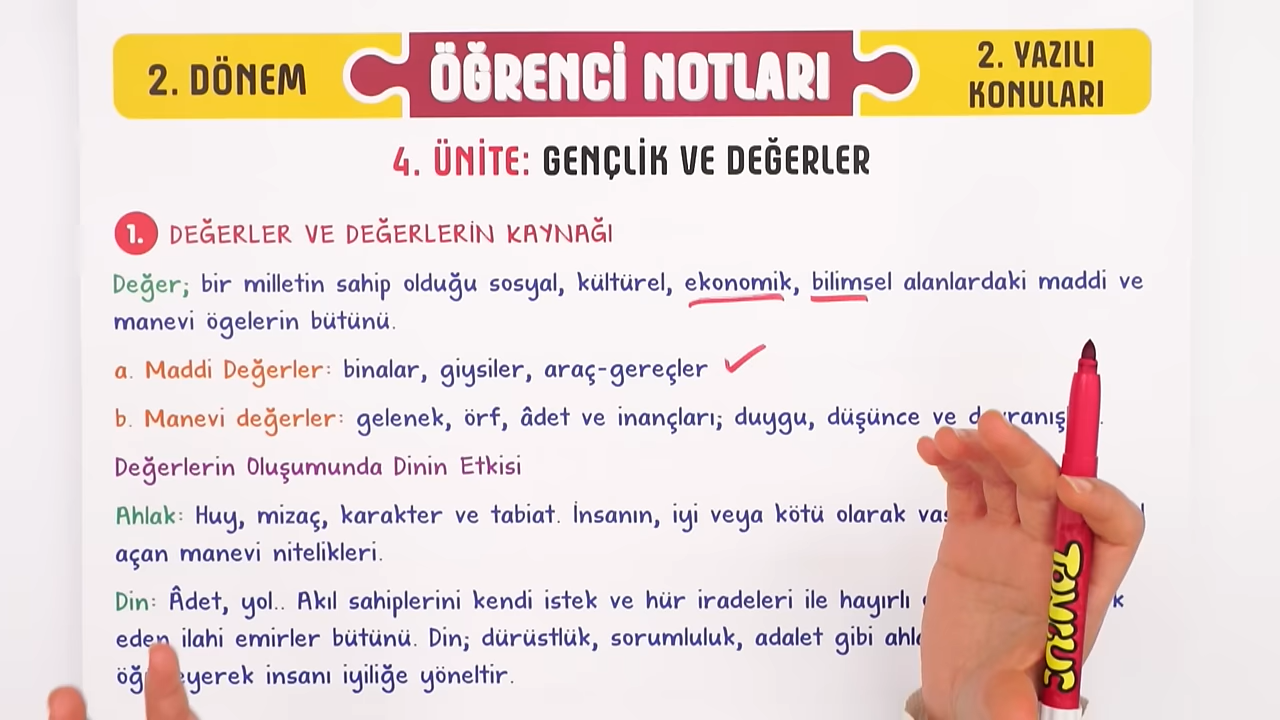 2. DÖNEM
ÖĞRENCİ NOTLARI
2. YAZILI
KONULARI
4. ÜNİTE: GENÇLİK VE DEĞERLER
1. DEĞERLER VE DEĞERLERİN KAYNAĞI
Değer; bir milletin sahip olduğu sosyal, kültürel, ekonomik, bilimsel alanlardaki maddi ve
manevi ögelerin bütünü.
a. Maddi Değerler: binalar, giysiler, araç-gereçler
b. Manevi değerler: gelenek, örf, âdet ve inançları; duygu, düşünce ve
Değerlerin Oluşumunda Dinin Etkisi
Ahlak: Huy, mizaç, karakter ve tabiat. İnsanın, iyi veya kötü olarak
açan manevi nitelikleri.
Din: Âdet, yol.. Akıl sahiplerini kendi istek ve hür iradeleri ile hayırlı
eden ilahi emirler bütünü. Din; dürüstlük, sorumluluk, adalet gibi
insanı iyiliğe yöneltir.
TOMBUÇ